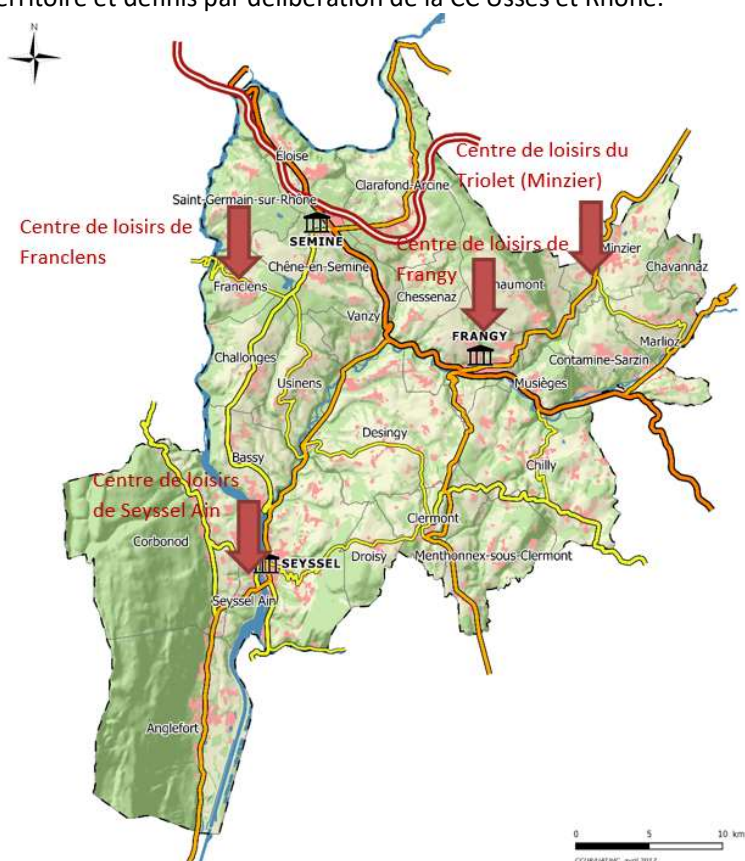 erritoire et définis par délibération de la CC Usses et Rhône.
N
Éloise
Centre de loisirs du
Triolet (Minzier)
Clarafond-Arcine
Saint-Germain-sur-Rhône
Centre de loisirs de
Franclens
SEMINE
Centre de loisirs de
Frangy
Minzier
Chavannaz
Chêne-en-Semine
Franclens
haumont
Chessenaz
Vanzy
FRANGY
Marlioz
Challonges
Contamine-Sarzin
Usinens
Musièges
Desingy
Bassy
Chilly
Centre de loisirs
de Seyssel Ain
Clermont
Corbonod
Droisy
Menthonnex-sous-Clermont
SEYSSEL
Seyssel Ain
Anglefort
0 5 10 km